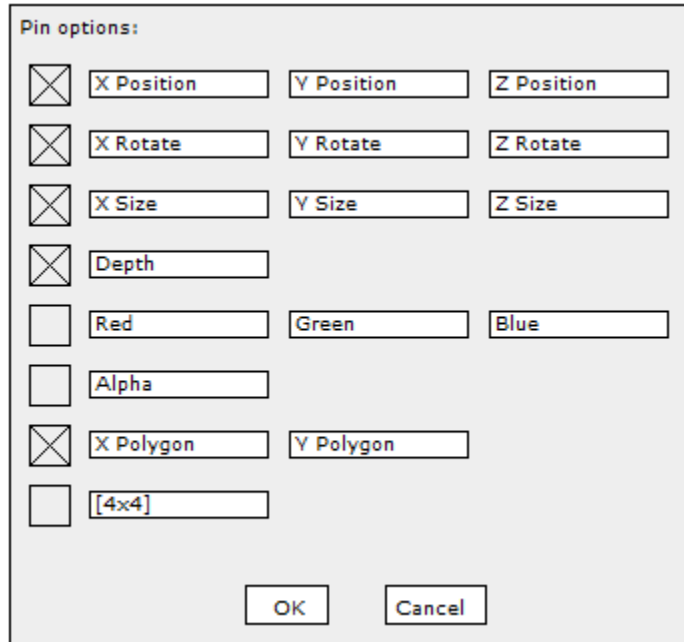 Pin options:
X Position Y Position Z Position
X Rotate Y Rotate Z Rotate
X Size Y Size Z Size
Depth
Red Green Blue
Alpha
X Polygon Y Polygon
[4x4]
OK Cancel